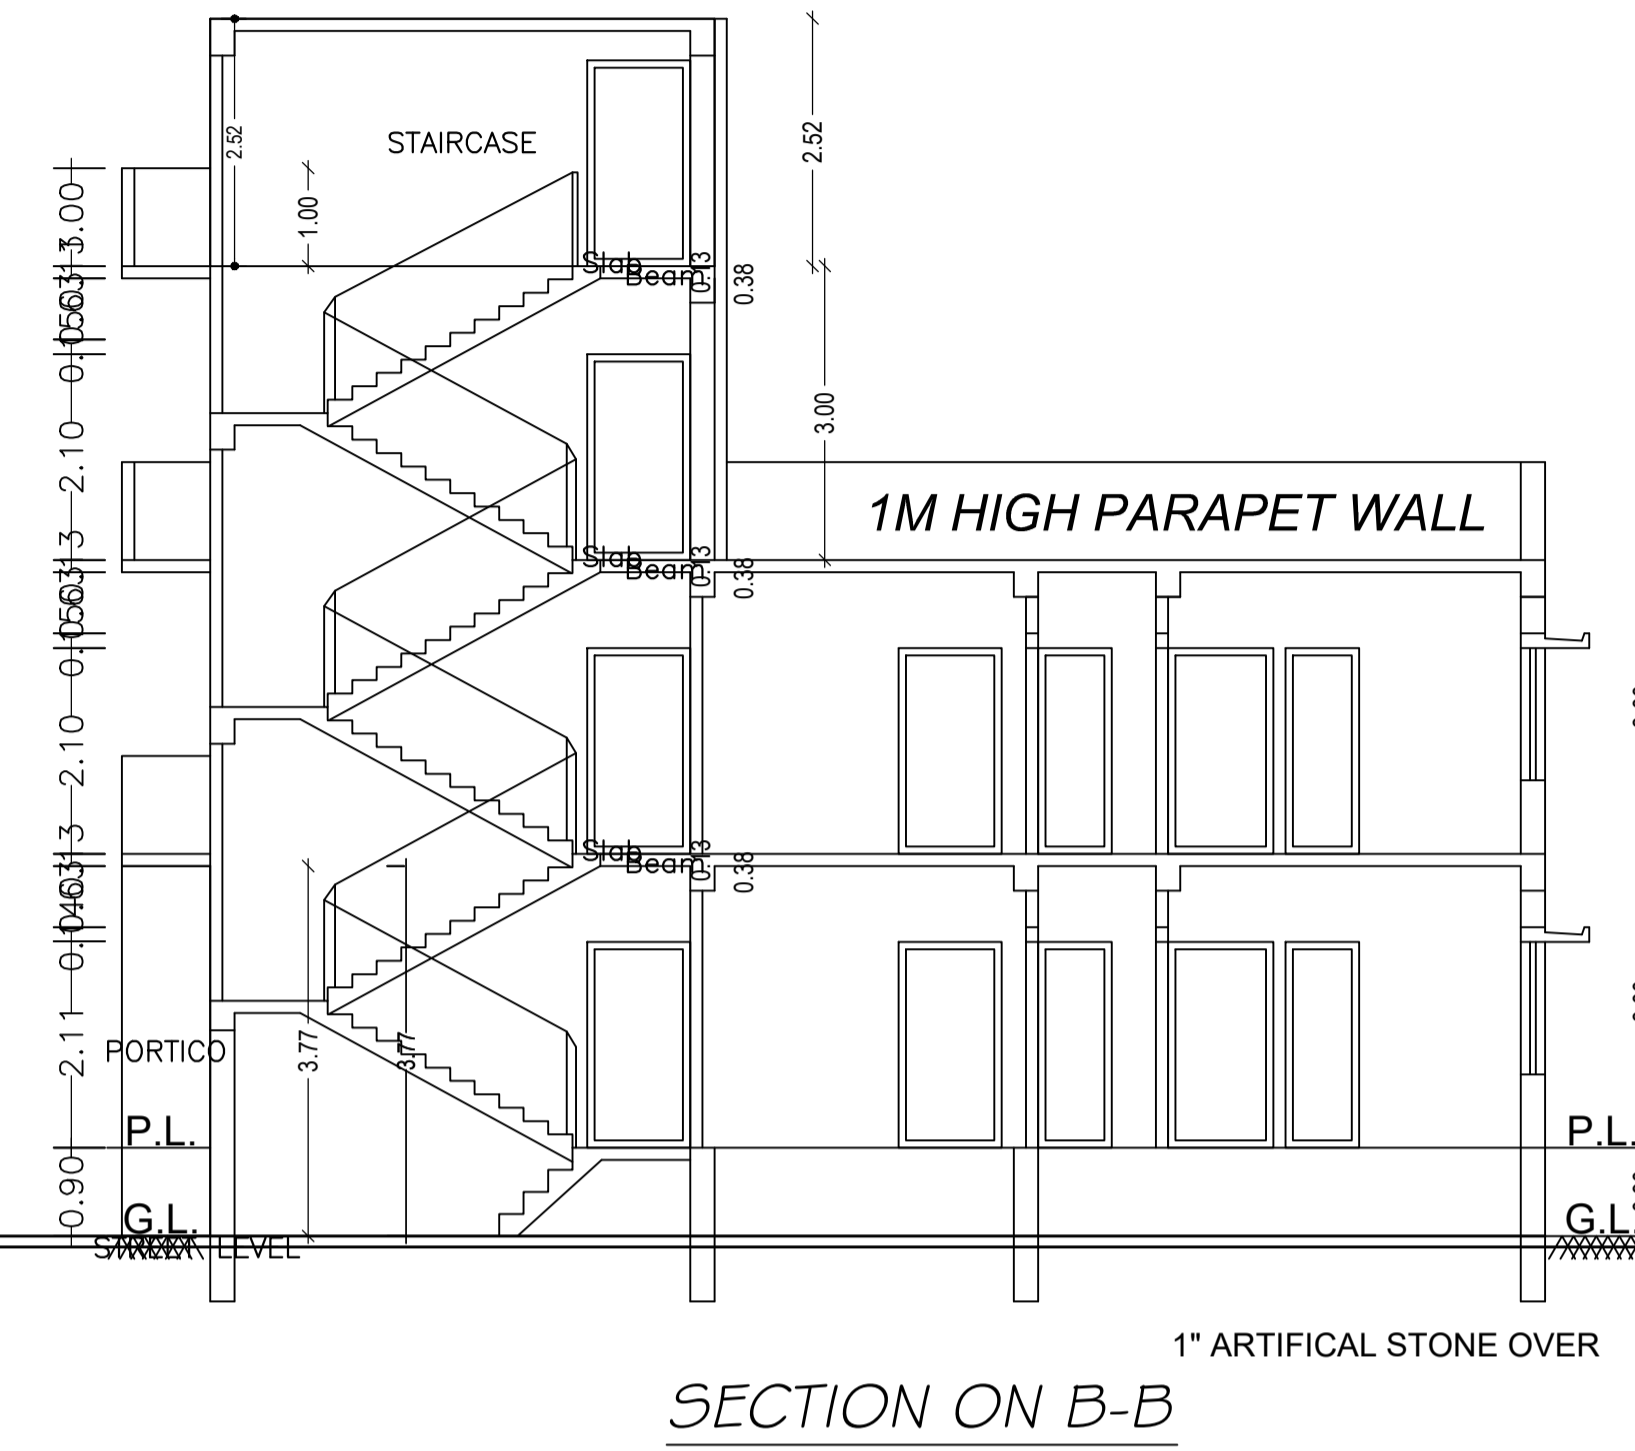 2.52
STAIRCASE
2.52
1.00
3.00
Slab
Beam
0.13
0.38
3.00
2.10
1M HIGH PARAPET WALL
Slab
Beam
0.13
0.38
2.10
Slab
Beam
0.13
0.38
2.11
PORTICO
3.77
3.77
P.L.
P.L.
0.90
G.L.
G.L.
LEVEL
1" ARTIFICAL STONE OVER
SECTION ON B-B